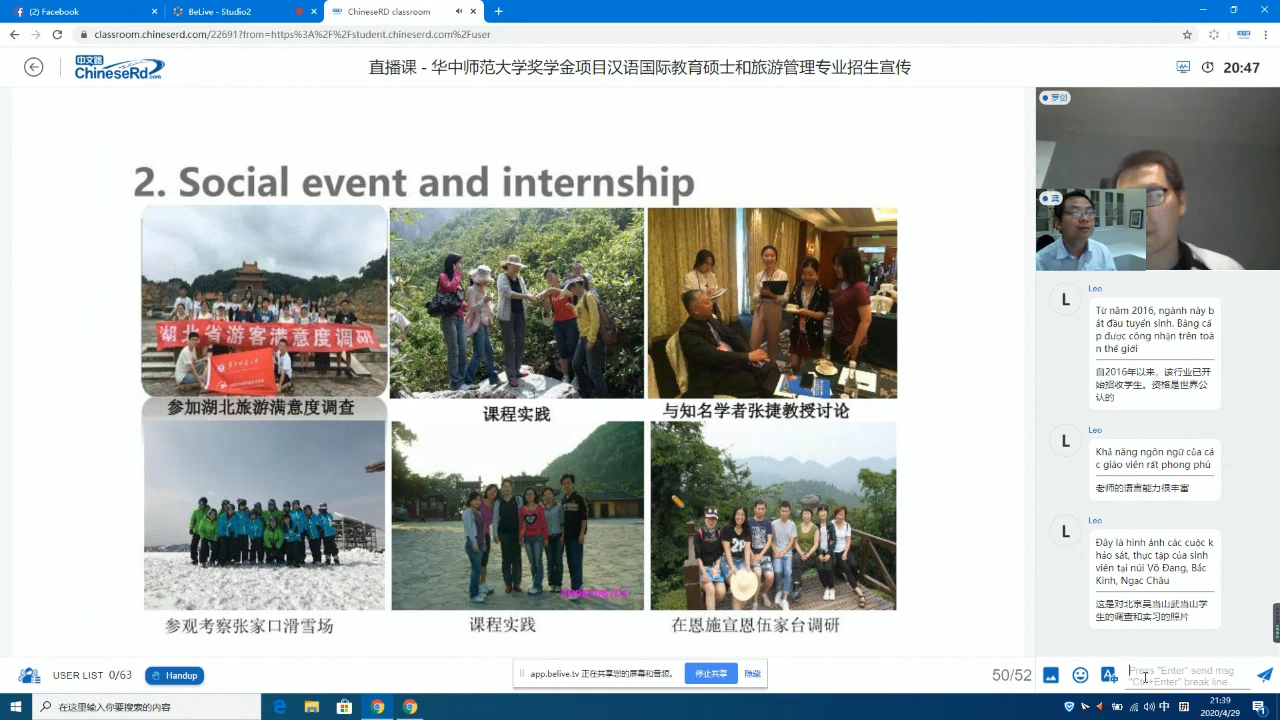 (2) Facebook
BeLive - Studio2
ChineseRD classroom
classroom.chineserd.com/22691?from=https%3A%2F%2Fstudent.chineserd.com%2Fuser
中文路
ChineseRd.com
直播课 - 华中师范大学奖学金项目汉语国际教育硕士和旅游管理专业招生宣传
20:47
2. Social event and internship
湖北省游客满意度调研
参加湖北旅游满意度调查
课程实践
与知名学者张捷教授讨论
参观考察张家口滑雪场
课程实践
在恩施宣恩伍家台调研
罗剑
Leo
L
Từ năm 2016, ngành này b
ắt đầu tuyển sinh. Bằng cấ
p được công nhận trên toà
n thế giới
自2016年以来，该行业已开
始招收学生。资格是世界公
认的
Leo
L
Khả năng ngôn ngữ của cá
c giáo viên rất phong phú
老师的语言能力很丰富
Leo
L
Đây là hình ảnh các cuộc k
hảo sát, thực tập của sinh
viên tại núi Võ Đang, Bắc
Kinh, Ngạc Châu
这是对北京吴当山武当山学
生的调查和实习的照片
USER LIST 0/63
Handup
app.belive.tv 正在共享您的屏幕和音频。
停止共享
隐藏
50/52
Press "Enter" send msg
"Ctrl+Enter" break line
在这里输入你要搜索的内容
中
拼
21:39
2020/4/29